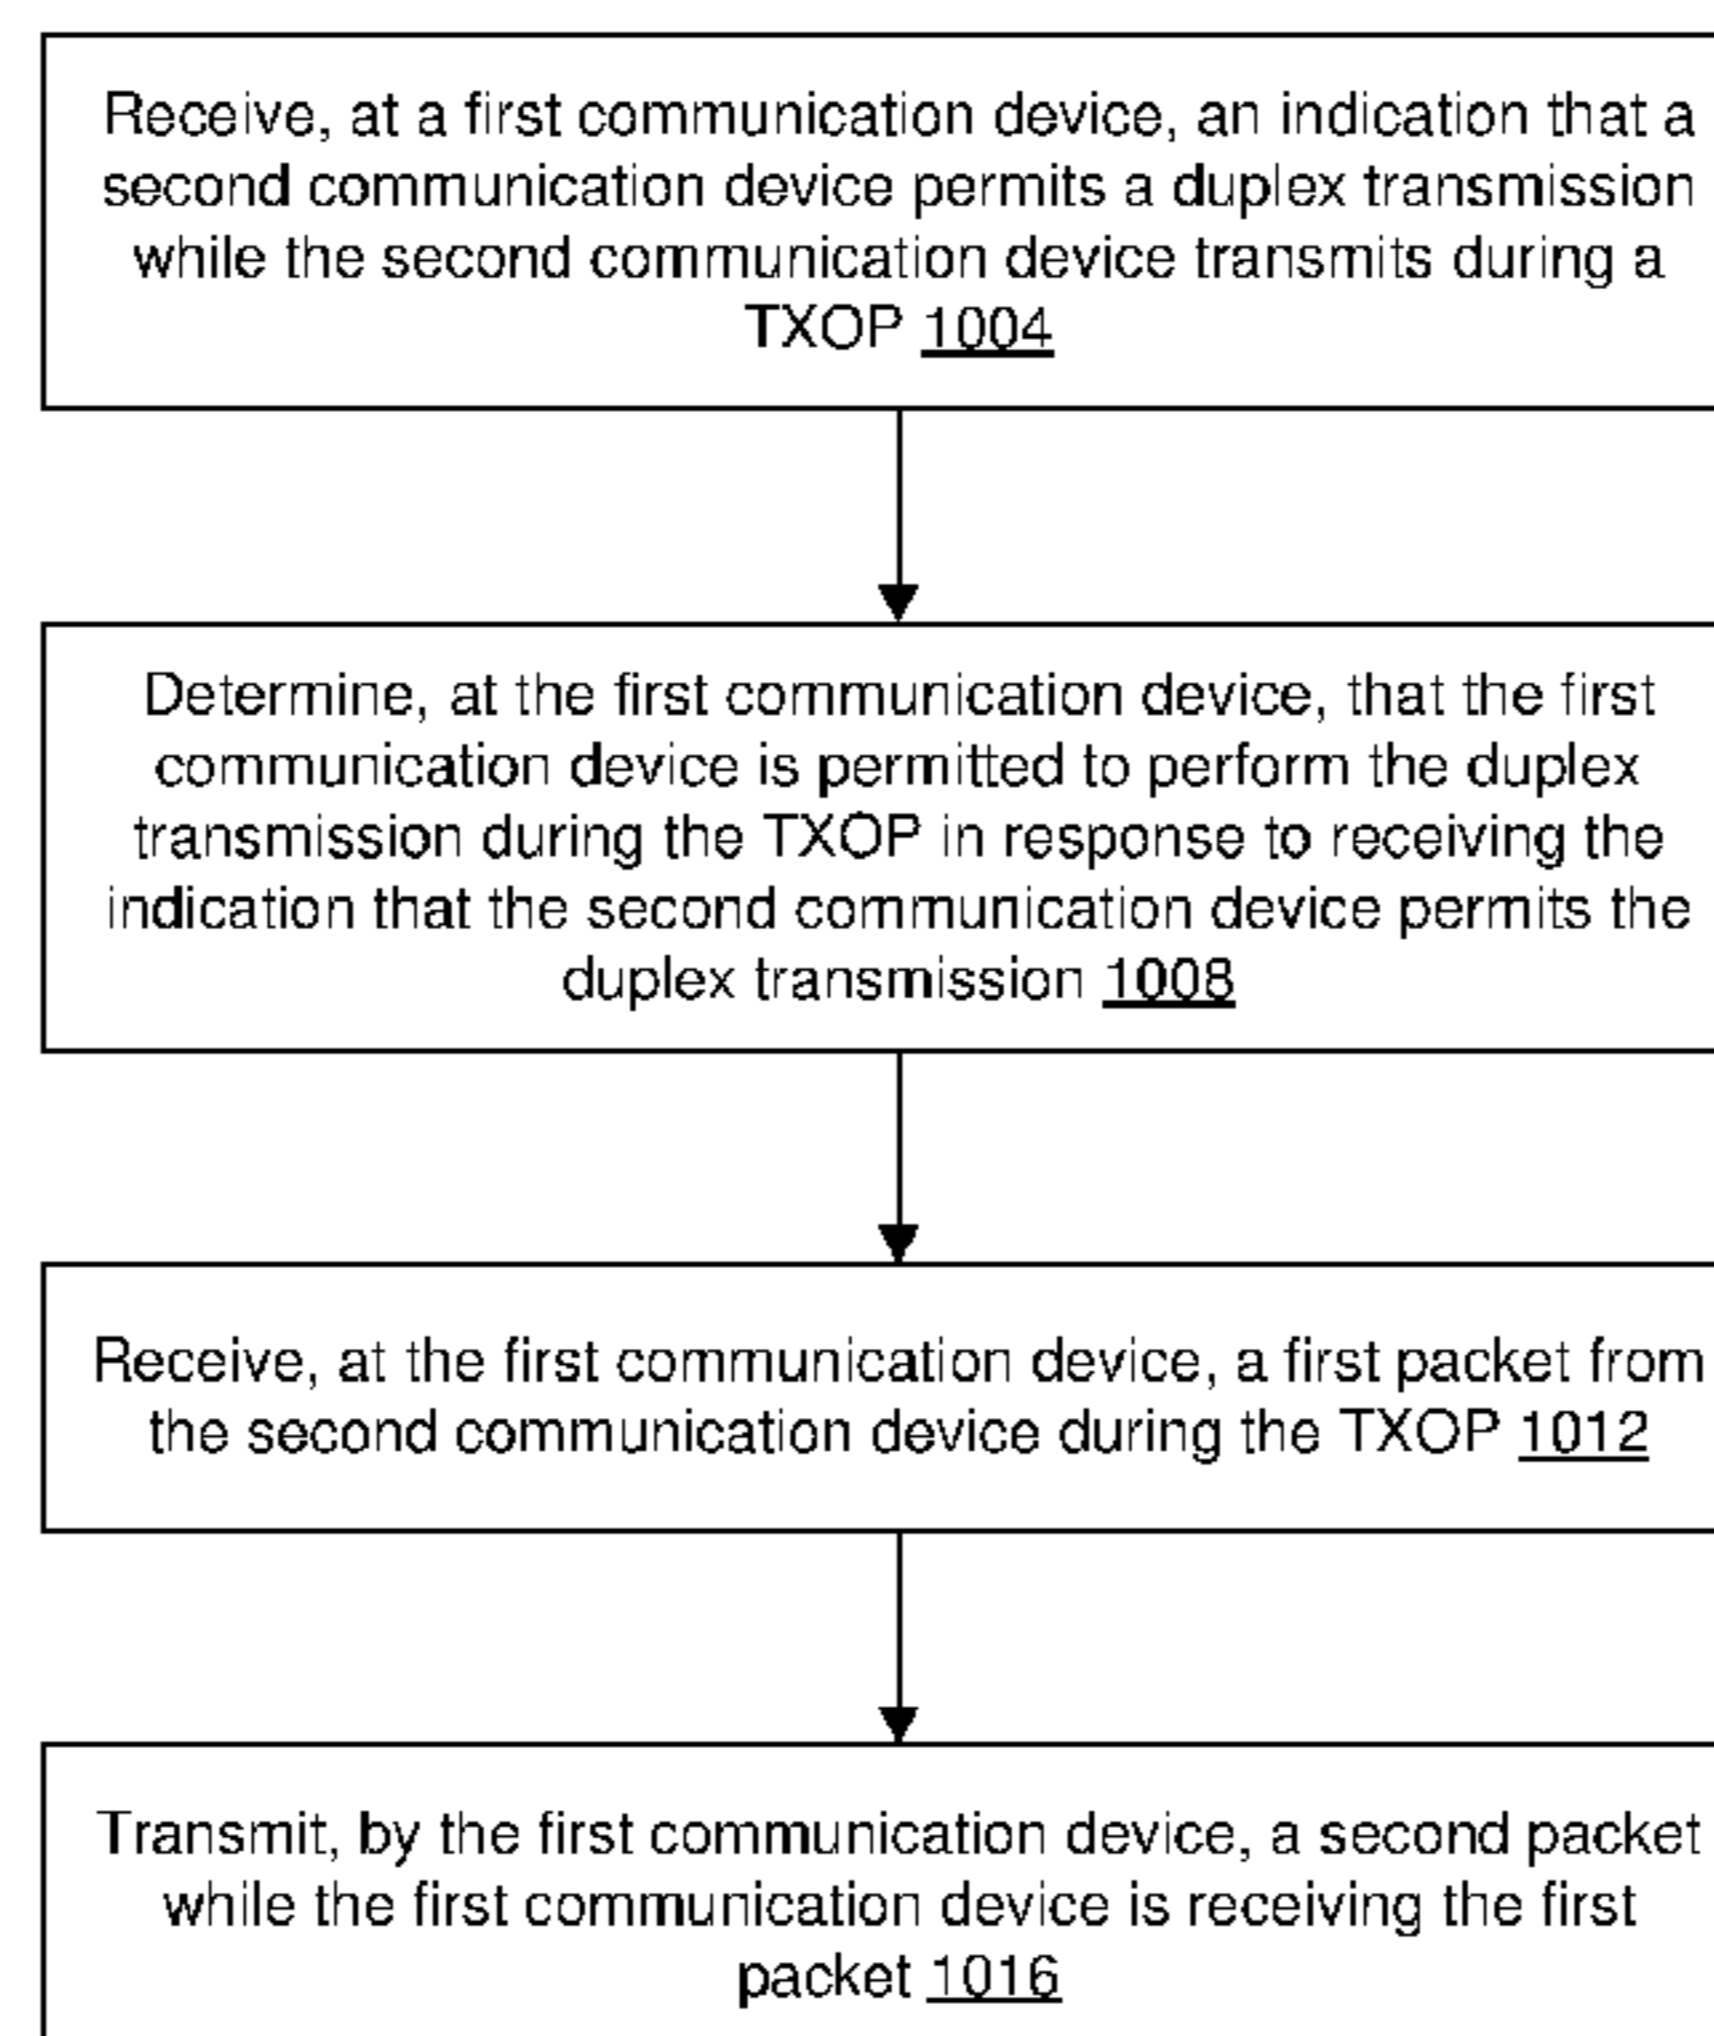 Receive, at a first communication device, an indication that a
second communication device permits a duplex transmission
while the second communication device transmits during a
TXOP 1004
Determine, at the first communication device, that the first
communication device is permitted to perform the duplex
transmission during the TXOP in response to receiving the
indication that the second communication device permits the
duplex transmission 1008
Receive, at the first communication device, a first packet from
the second communication device during the TXOP 1012
Transmit, by the first communication device, a second packet
while the first communication device is receiving the first
packet 1016